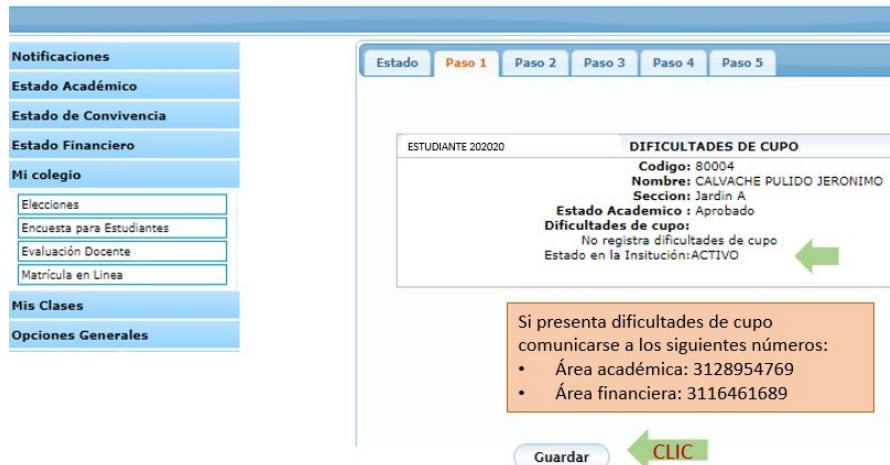 Notificaciones
Estado Académico
Estado de Convivencia
Estado Financiero
Mi colegio
Elecciones
Encuesta para Estudiantes
Evaluación Docente
Matrícula en Linea
Mis Clases
Opciones Generales
Estado Paso 1 Paso 2 Paso 3 Paso 4 Paso 5
ESTUDIANTE 202020 DIFICULTADES DE CUPO
Codigo: 80004
Nombre: CALVACHE PULIDO JERONIMO
Seccion: Jardin A
Estado Academico : Aprobado
Dificultades de cupo:
No registra dificultades de cupo
Estado en la Insitución:ACTIVO
Si presenta dificultades de cupo
comunicarse a los siguientes números:
• Área académica: 3128954769
• Área financiera: 3116461689
Guardar CLIC